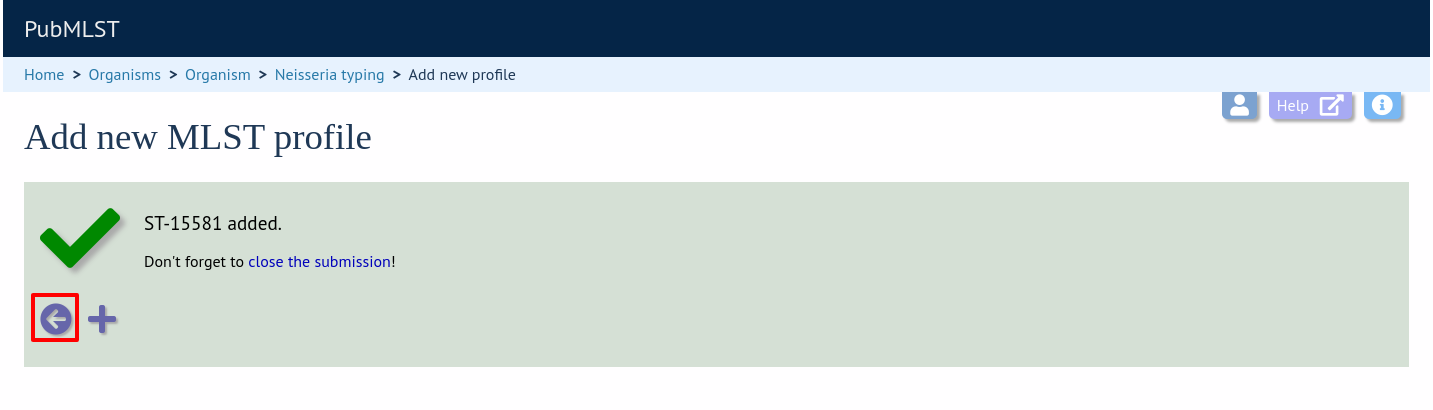 PubMLST
Home > Organisms > Organism > Neisseria typing > Add new profile
Help
Add new MLST profile
ST-15581 added.
Don't forget to close the submission!